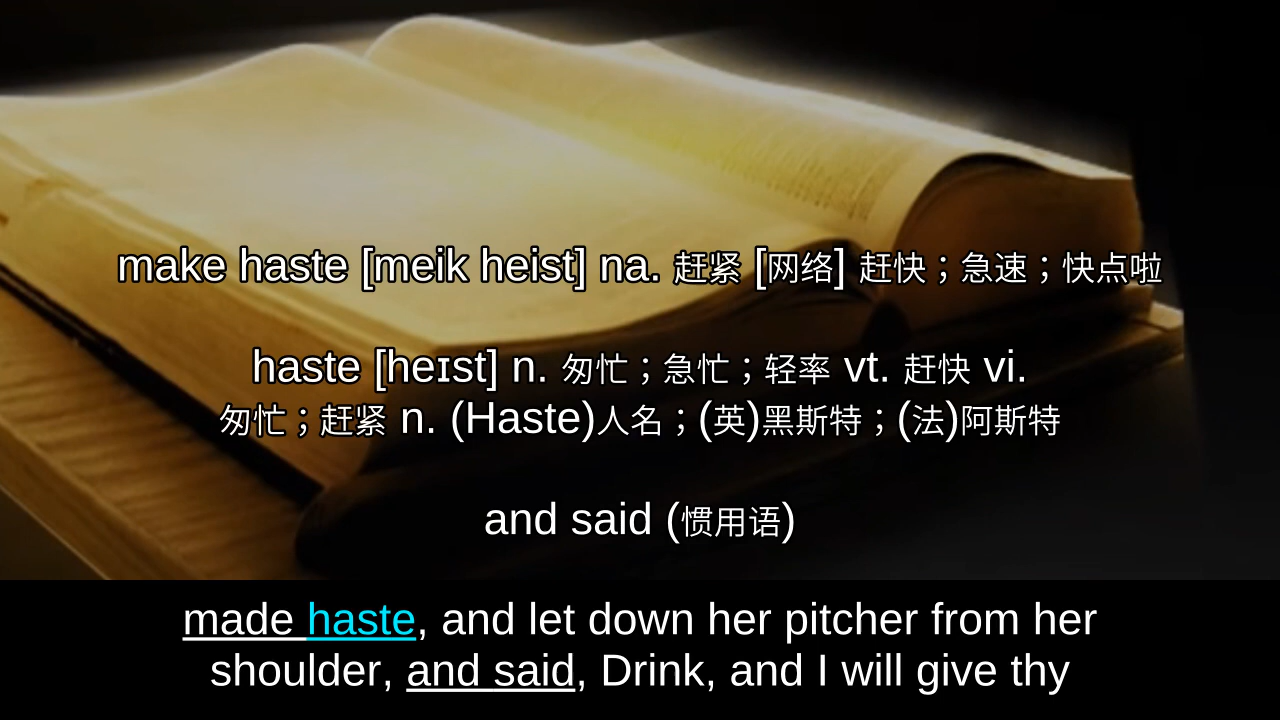 make haste [meik heist] na. 赶紧 [网络] 赶快；急速；快点啦
haste [heɪst] n. 匆忙；急忙；轻率 vt. 赶快 vi.
匆忙；赶紧 n. (Haste)人名；(英)黑斯特；(法)阿斯特
and said (惯用语)
made haste, and let down her pitcher from her
shoulder, and said, Drink, and I will give thy